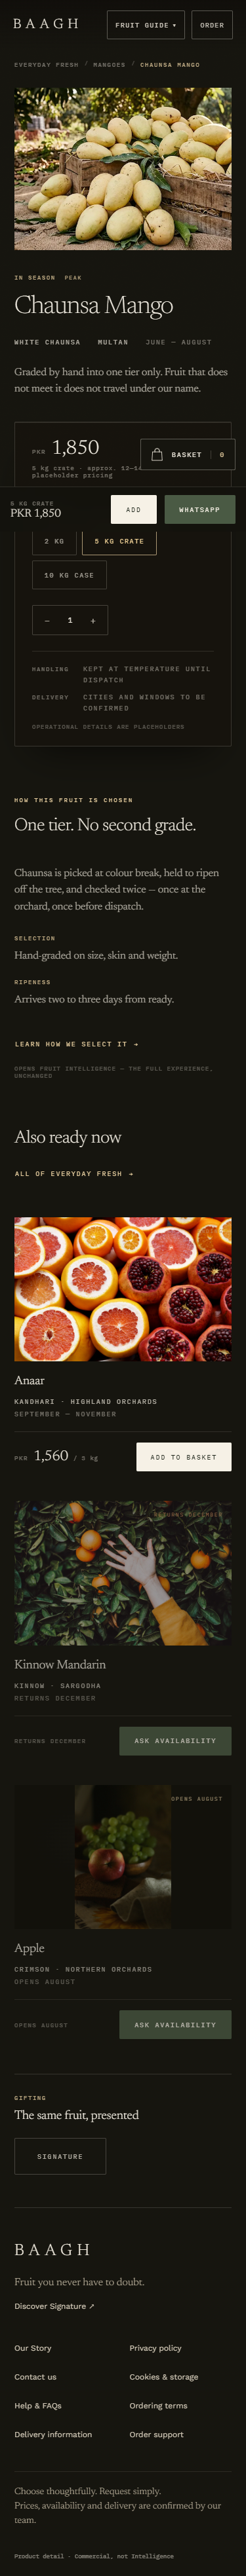 BAAGH
FRUIT GUIDE ▾
ORDER
EVERYDAY FRESH / MANGOES / CHAUNSA MANGO
IN SEASON PEAK
Chaunsa Mango
WHITE CHAUNSA MULTAN JUNE — AUGUST
Graded by hand into one tier only. Fruit that does
not meet it does not travel under our name.
PKR 1,850
5 kg crate · approx. 12–1
placeholder pricing
BASKET 0
5 KG CRATE
PKR 1,850
ADD
WHATSAPP
2 KG
5 KG CRATE
10 KG CASE
− 1 +
HANDLING KEPT AT TEMPERATURE UNTIL
DISPATCH
DELIVERY CITIES AND WINDOWS TO BE
CONFIRMED
OPERATIONAL DETAILS ARE PLACEHOLDERS
HOW THIS FRUIT IS CHOSEN
One tier. No second grade.
Chaunsa is picked at colour break, held to ripen
off the tree, and checked twice — once at the
orchard, once before dispatch.
SELECTION
Hand-graded on size, skin and weight.
RIPENESS
Arrives two to three days from ready.
LEARN HOW WE SELECT IT →
OPENS FRUIT INTELLIGENCE — THE FULL EXPERIENCE,
UNCHANGED
Also ready now
ALL OF EVERYDAY FRESH →
Anaar
KANDHARI · HIGHLAND ORCHARDS
SEPTEMBER — NOVEMBER
PKR 1,560 / 5 kg
ADD TO BASKET
RETURNS DECEMBER
Kinnow Mandarin
KINNOW · SARGODHA
RETURNS DECEMBER
RETURNS DECEMBER
ASK AVAILABILITY
OPENS AUGUST
Apple
CRIMSON · NORTHERN ORCHARDS
OPENS AUGUST
OPENS AUGUST
ASK AVAILABILITY
GIFTING
The same fruit, presented
SIGNATURE
BAAGH
Fruit you never have to doubt.
Discover Signature ↗
Our Story
Privacy policy
Contact us
Cookies & storage
Help & FAQs
Ordering terms
Delivery information
Order support
Choose thoughtfully. Request simply.
Prices, availability and delivery are confirmed by our
team.
Product detail · Commercial, not Intelligence